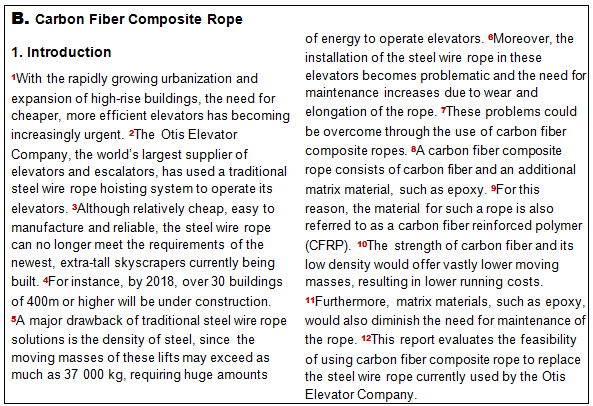 B. Carbon Fiber Composite Rope
1. Introduction
1With the rapidly growing urbanization and
expansion of high-rise buildings, the need for
cheaper, more efficient elevators has becoming
increasingly urgent. 2The Otis Elevator
Company, the world's largest supplier of
elevators and escalators, has used a traditional
steel wire rope hoisting system to operate its
elevators. 3Although relatively cheap, easy to
manufacture and reliable, the steel wire rope
can no longer meet the requirements of the
newest, extra-tall skyscrapers currently being
built. 4For instance, by 2018, over 30 buildings
of 400m or higher will be under construction.
5A major drawback of traditional steel wire rope
solutions is the density of steel, since the
moving masses of these lifts may exceed as
much as 37 000 kg, requiring huge amounts
of energy to operate elevators. 6Moreover, the
installation of the steel wire rope in these
elevators becomes problematic and the need for
maintenance increases due to wear and
elongation of the rope. 7These problems could
be overcome through the use of carbon fiber
composite ropes. 8A carbon fiber composite
rope consists of carbon fiber and an additional
matrix material, such as epoxy. 9For this
reason, the material for such a rope is also
referred to as a carbon fiber reinforced polymer
(CFRP). 10The strength of carbon fiber and its
low density would offer vastly lower moving
masses, resulting in lower running costs.
11Furthermore, matrix materials, such as epoxy,
would also diminish the need for maintenance of
the rope. 12This report evaluates the feasibility
of using carbon fiber composite rope to replace
the steel wire rope currently used by the Otis
Elevator Company.